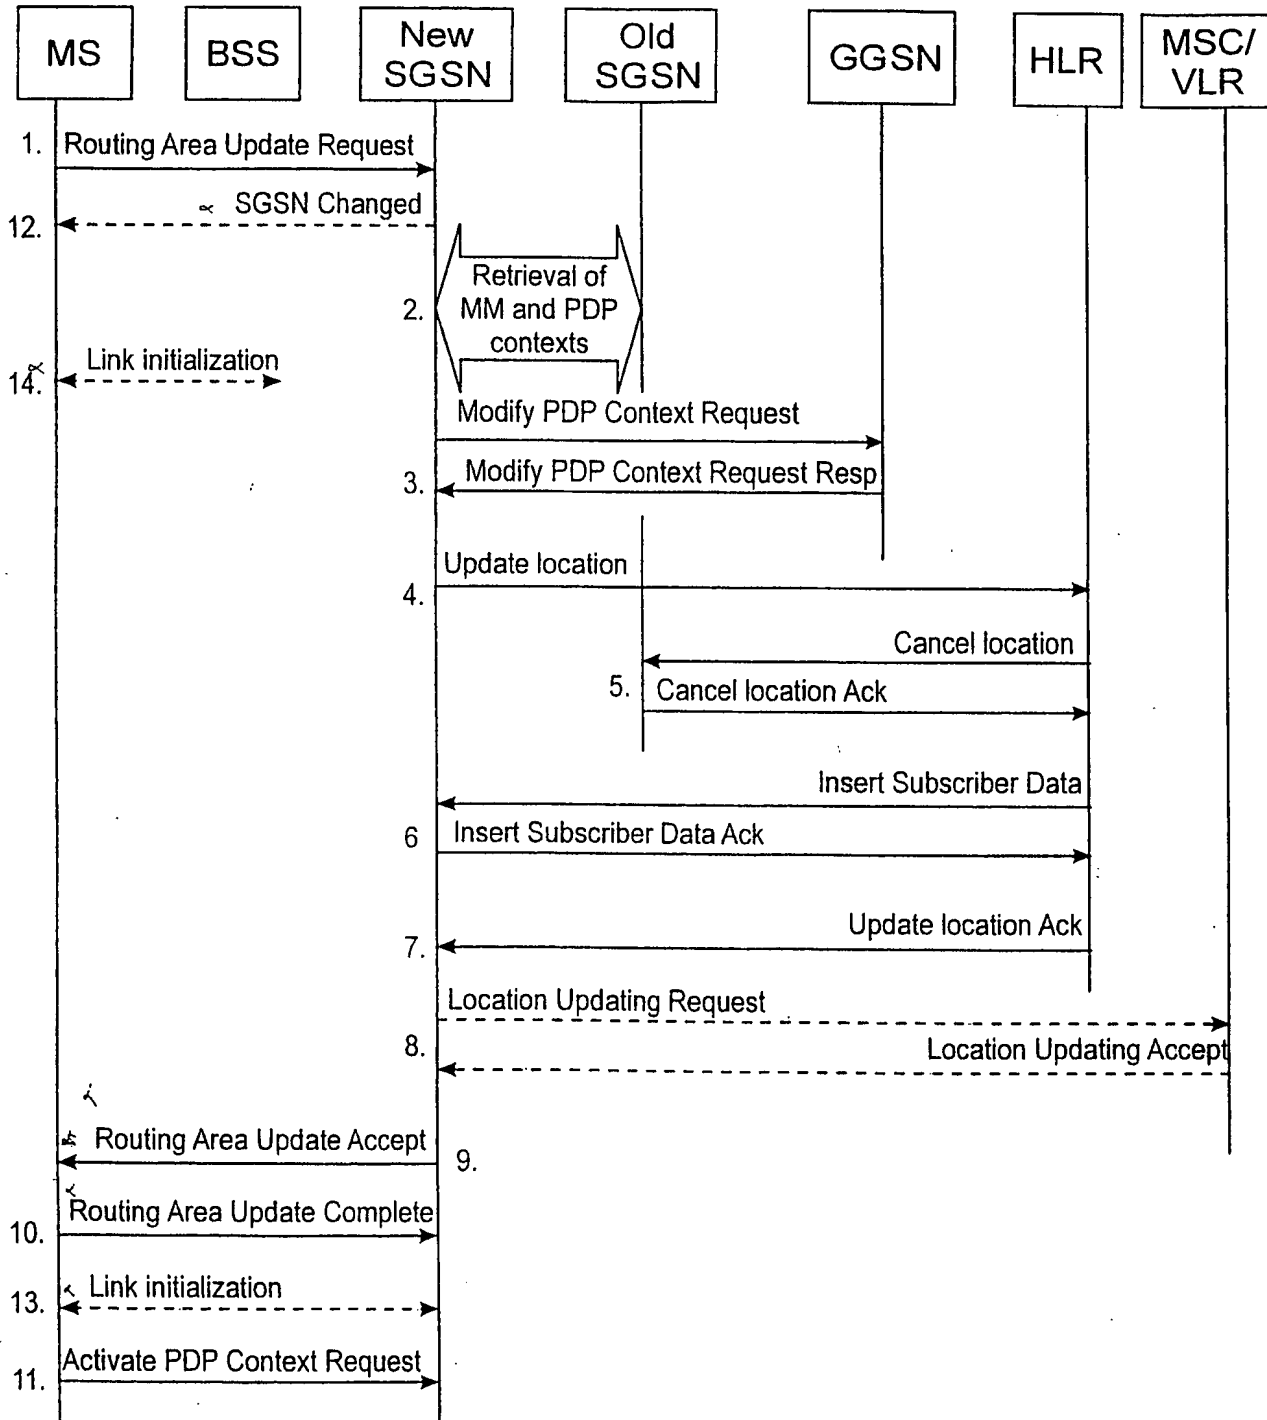 MS
BSS
New
SGSN
Old
SGSN
GGSN
HLR
MSC/
VLR
1. Routing Area Update Request
SGSN Changed
12.
Retrieval of
2. MM and PDP
contexts
Link initialization
14.
Modify PDP Context Request
Modify PDP Context Request Resp
3.
Update location
4.
Cancel location
5. Cancel location Ack
Insert Subscriber Data
6 Insert Subscriber Data Ack
Update location Ack
7.
Location Updating Request
8.
Location Updating Accept
Routing Area Update Accept
9.
Routing Area Update Complete
10.
Link initialization
13.
Activate PDP Context Request
11.